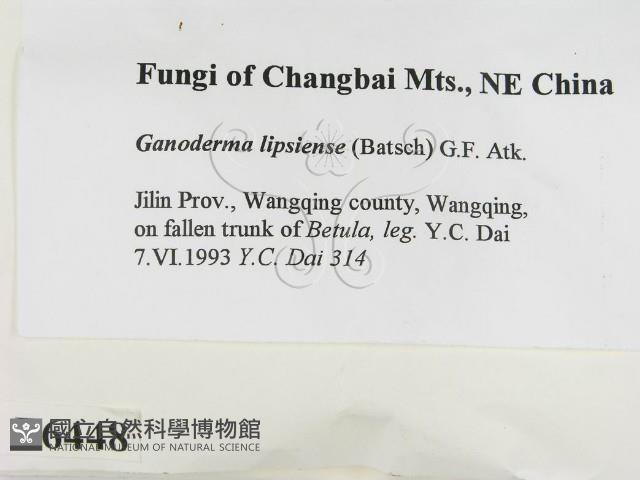 Fungi of Changbai Mts., NE China
Ganoderma lipsiense (Batsch) G.F. Atk.
Jilin Prov., Wangqing county, Wangqing,
on fallen trunk of Betula, leg. Y.C. Dai
7.VI.1993 Y.C. Dai 314
6448
國立自然科學博物館
NATIONAL MUSEUM OF NATURAL SCIENCE